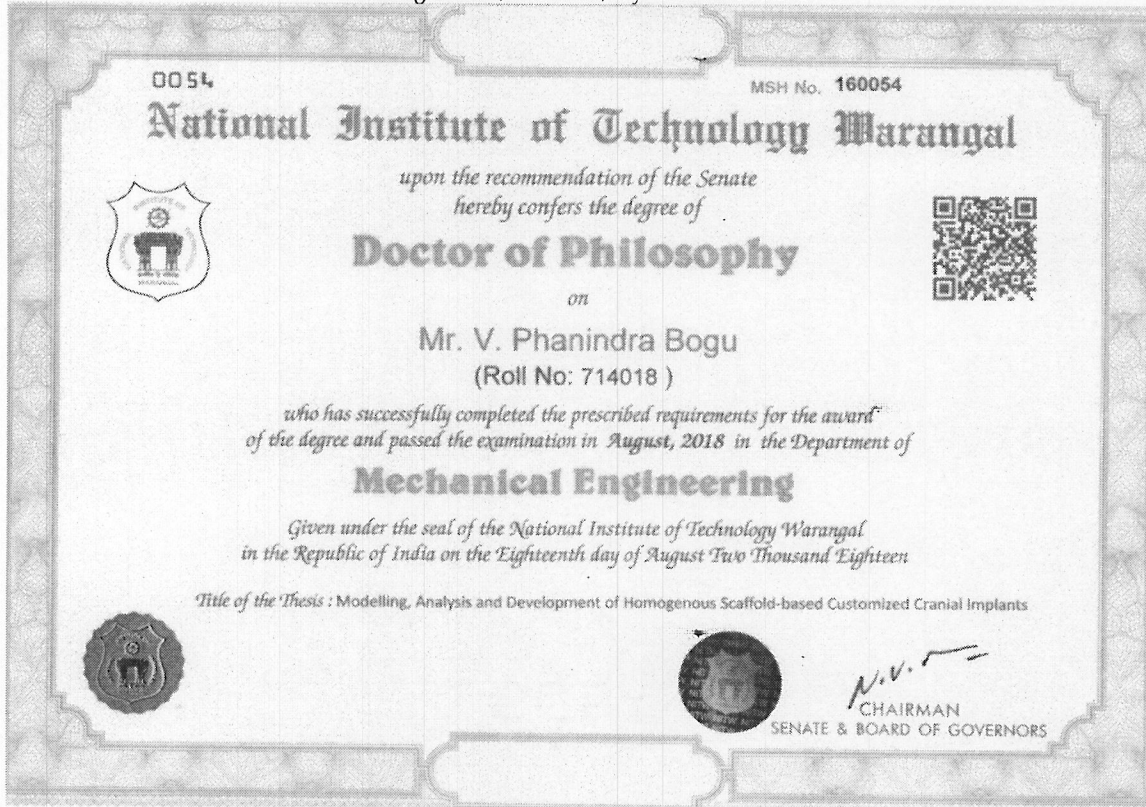 0054
MSH No. 160054
National Institute of Technology Warangal
upon the recommendation of the Senate
hereby confers the degree of
Doctor of Philosophy
on
Mr. V. Phanindra Bogu
(Roll No: 714018 )
who has successfully completed the prescribed requirements for the award
of the degree and passed the examination in August, 2018 in the Department of
Mechanical Engineering
Given under the seal of the National Institute of Technology Warangal
in the Republic of India on the Eighteenth day of August Two Thousand Eighteen
Title of the Thesis : Modelling, Analysis and Development of Homogenous Scaffold-based Customized Cranial Implants
N.V.
CHAIRMAN
SENATE & BOARD OF GOVERNORS